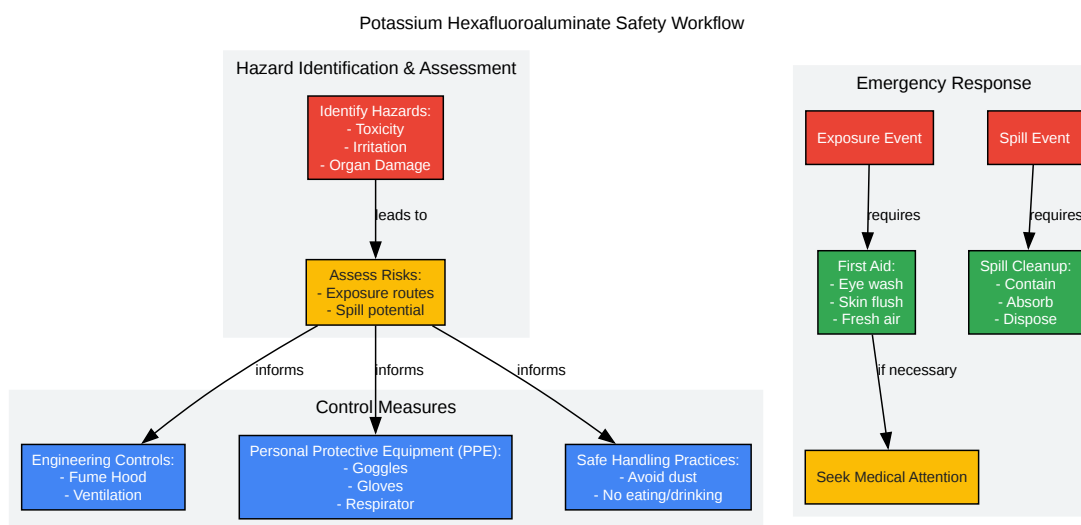 Potassium Hexafluoroaluminate Safety Workflow
Hazard Identification & Assessment
Identify Hazards:
- Toxicity
- Irritation
- Organ Damage
leads to
Assess Risks:
- Exposure routes
- Spill potential
informs
informs
informs
Control Measures
Engineering Controls:
- Fume Hood
- Ventilation
Personal Protective Equipment (PPE):
- Goggles
- Gloves
- Respirator
Safe Handling Practices:
- Avoid dust
- No eating/drinking
Emergency Response
Exposure Event
Spill Event
requires
requires
First Aid:
- Eye wash
- Skin flush
- Fresh air
Spill Cleanup:
- Contain
- Absorb
- Dispose
if necessary
Seek Medical Attention